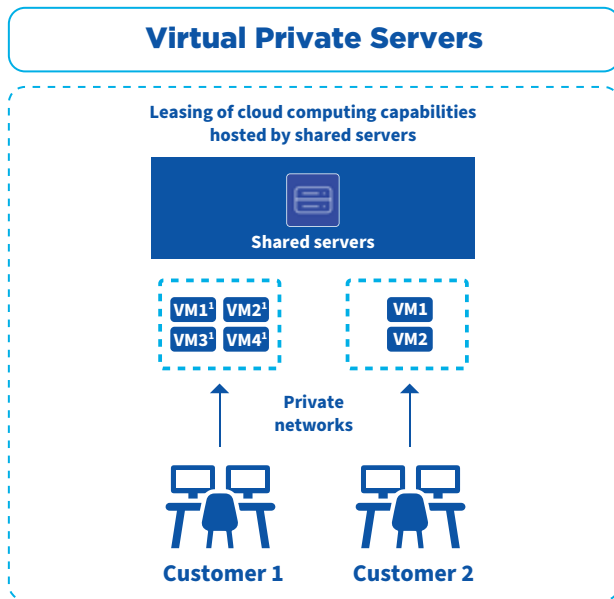 Virtual Private Servers
Leasing of cloud computing capabilities
hosted by shared servers
Shared servers
VM1¹ VM2¹ VM1
VM3¹ VM4¹ VM2
Private
networks
Customer 1 Customer 2